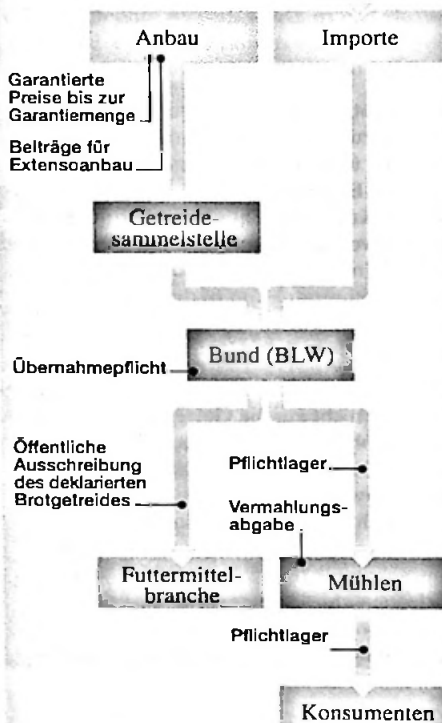 Anbau
Importe
Garantierte
Preise bis zur
Garantiemenge
Beiträge für
Extensoanbau
Getreide-
sammelstelle
Bund (BLW)
Übernahmepflicht
Öffentliche
Ausschreibung
des deklarierten
Brotgetreides
Pflichtlager
Vermahlungs-
abgabe
Futtermittel-
branche
Mühlen
Pflichtlager
Konsumenten